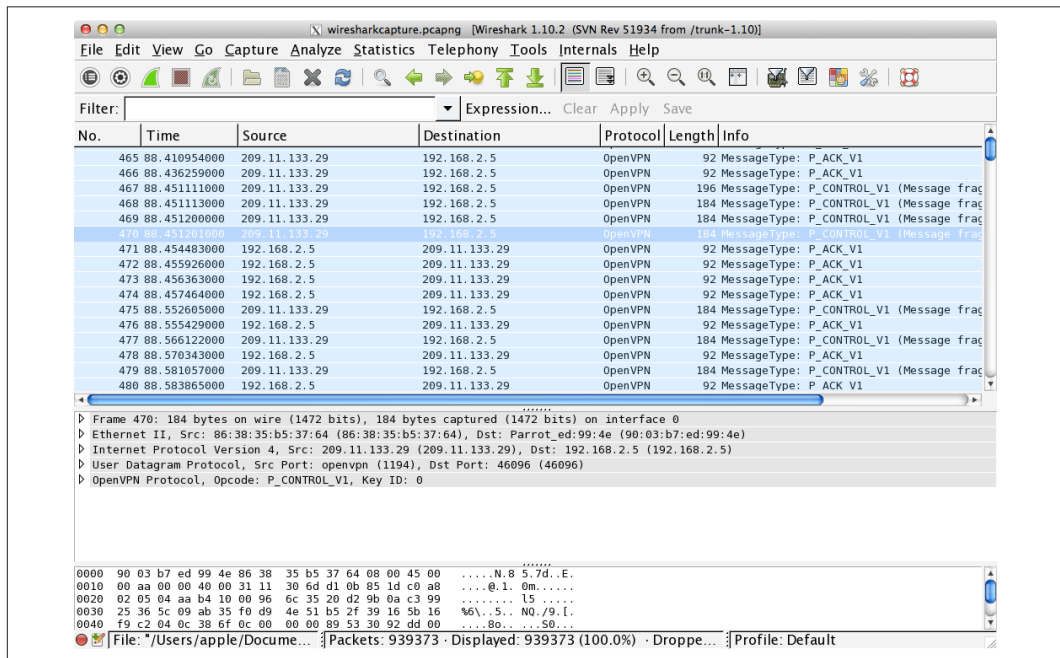 wiresharkcapture.pcapng [Wireshark 1.10.2 (SVN Rev 51934 from /trunk-1.10)]
File Edit View Go Capture Analyze Statistics Telephony Tools Internals Help
Filter: Expression... Clear Apply Save
No. Time Source Destination Protocol Length Info
465 88.410954000 209.11.133.29 192.168.2.5 OpenVPN 92 MessageType: P_ACK_V1
466 88.436259000 209.11.133.29 192.168.2.5 OpenVPN 92 MessageType: P_ACK_V1
467 88.451111000 209.11.133.29 192.168.2.5 OpenVPN 196 MessageType: P_CONTROL_V1 (Message frag
468 88.451113000 209.11.133.29 192.168.2.5 OpenVPN 184 MessageType: P_CONTROL_V1 (Message frag
469 88.451200000 209.11.133.29 192.168.2.5 OpenVPN 184 MessageType: P_CONTROL_V1 (Message frag
470 88.451201000 209.11.133.29 192.168.2.5 OpenVPN 184 MessageType: P_CONTROL_V1 (Message frag
471 88.454483000 192.168.2.5 209.11.133.29 OpenVPN 92 MessageType: P_ACK_V1
472 88.455926000 192.168.2.5 209.11.133.29 OpenVPN 92 MessageType: P_ACK_V1
473 88.456363000 192.168.2.5 209.11.133.29 OpenVPN 92 MessageType: P_ACK_V1
474 88.457464000 192.168.2.5 209.11.133.29 OpenVPN 92 MessageType: P_ACK_V1
475 88.552605000 209.11.133.29 192.168.2.5 OpenVPN 184 MessageType: P_CONTROL_V1 (Message frag
476 88.555429000 192.168.2.5 209.11.133.29 OpenVPN 92 MessageType: P_ACK_V1
477 88.566122000 209.11.133.29 192.168.2.5 OpenVPN 184 MessageType: P_CONTROL_V1 (Message frag
478 88.570343000 192.168.2.5 209.11.133.29 OpenVPN 92 MessageType: P_ACK_V1
479 88.581057000 209.11.133.29 192.168.2.5 OpenVPN 184 MessageType: P_CONTROL_V1 (Message frag
480 88.583865000 192.168.2.5 209.11.133.29 OpenVPN 92 MessageType: P_ACK_V1
Frame 470: 184 bytes on wire (1472 bits), 184 bytes captured (1472 bits) on interface 0
Ethernet II, Src: 86:38:35:b5:37:64 (86:38:35:b5:37:64), Dst: Parrot_ed:99:4e (90:03:b7:ed:99:4e)
Internet Protocol Version 4, Src: 209.11.133.29 (209.11.133.29), Dst: 192.168.2.5 (192.168.2.5)
User Datagram Protocol, Src Port: openvpn (1194), Dst Port: 46096 (46096)
OpenVPN Protocol, Opcode: P_CONTROL_V1, Key ID: 0
0000 90 03 b7 ed 99 4e 86 38 35 b5 37 64 08 00 45 00 .....N.8 5.7d..E.
0010 00 aa 00 00 40 00 31 11 30 6d d1 0b 85 1d c0 a8 ....@.1. 0m......
0020 02 05 04 aa b4 10 00 96 6c 35 20 d2 9b 0a c3 99 ........ l5 .....
0030 25 36 5c 09 ab 35 f0 d9 4e 51 b5 2f 39 16 5b 16 %6\..5.. NQ./9.[.
0040 f9 c2 04 0c 38 6f 0c 00 00 00 89 53 30 92 dd 00 ....8o.. ...S0...
File: "/Users/apple/Docume... Packets: 939373 · Displayed: 939373 (100.0%) · Droppe... Profile: Default